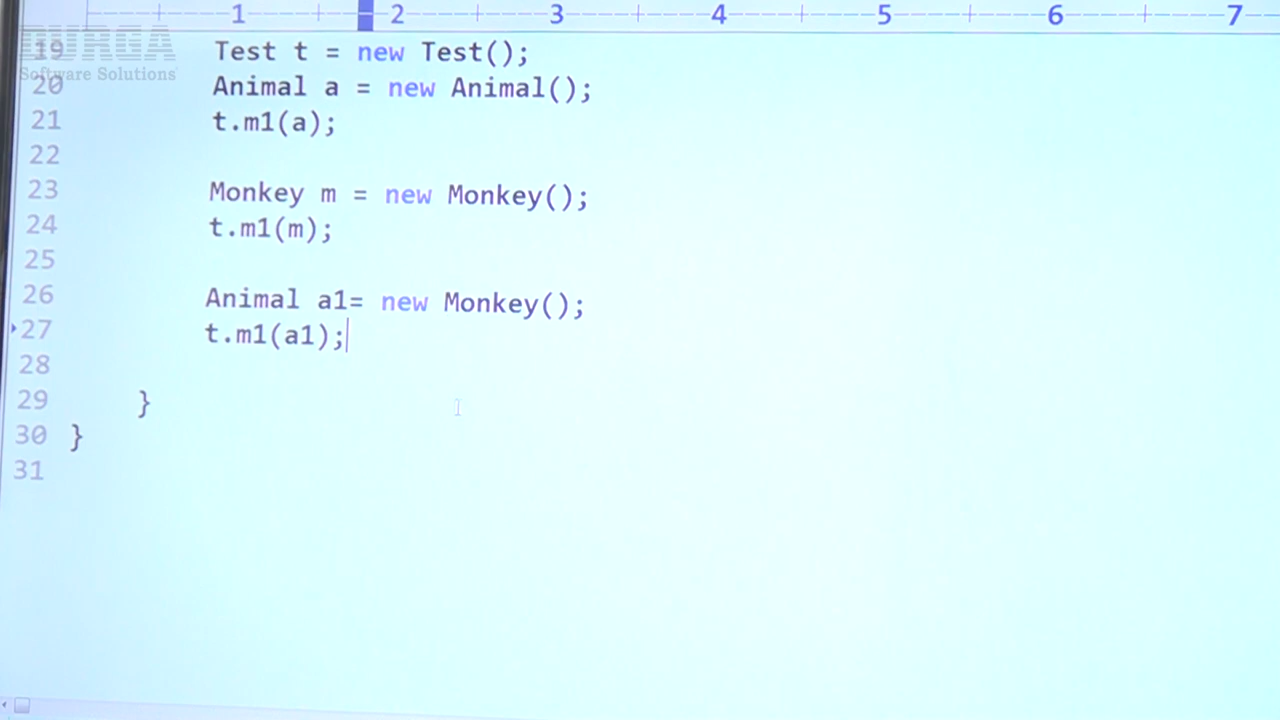 1 2 3 4 5 6 7
DURGA
Software Solutions
19 Test t = new Test();
20 Animal a = new Animal();
21 t.m1(a);
22
23 Monkey m = new Monkey();
24 t.m1(m);
25
26 Animal a1= new Monkey();
27 t.m1(a1);
28
29 }
30 }
31